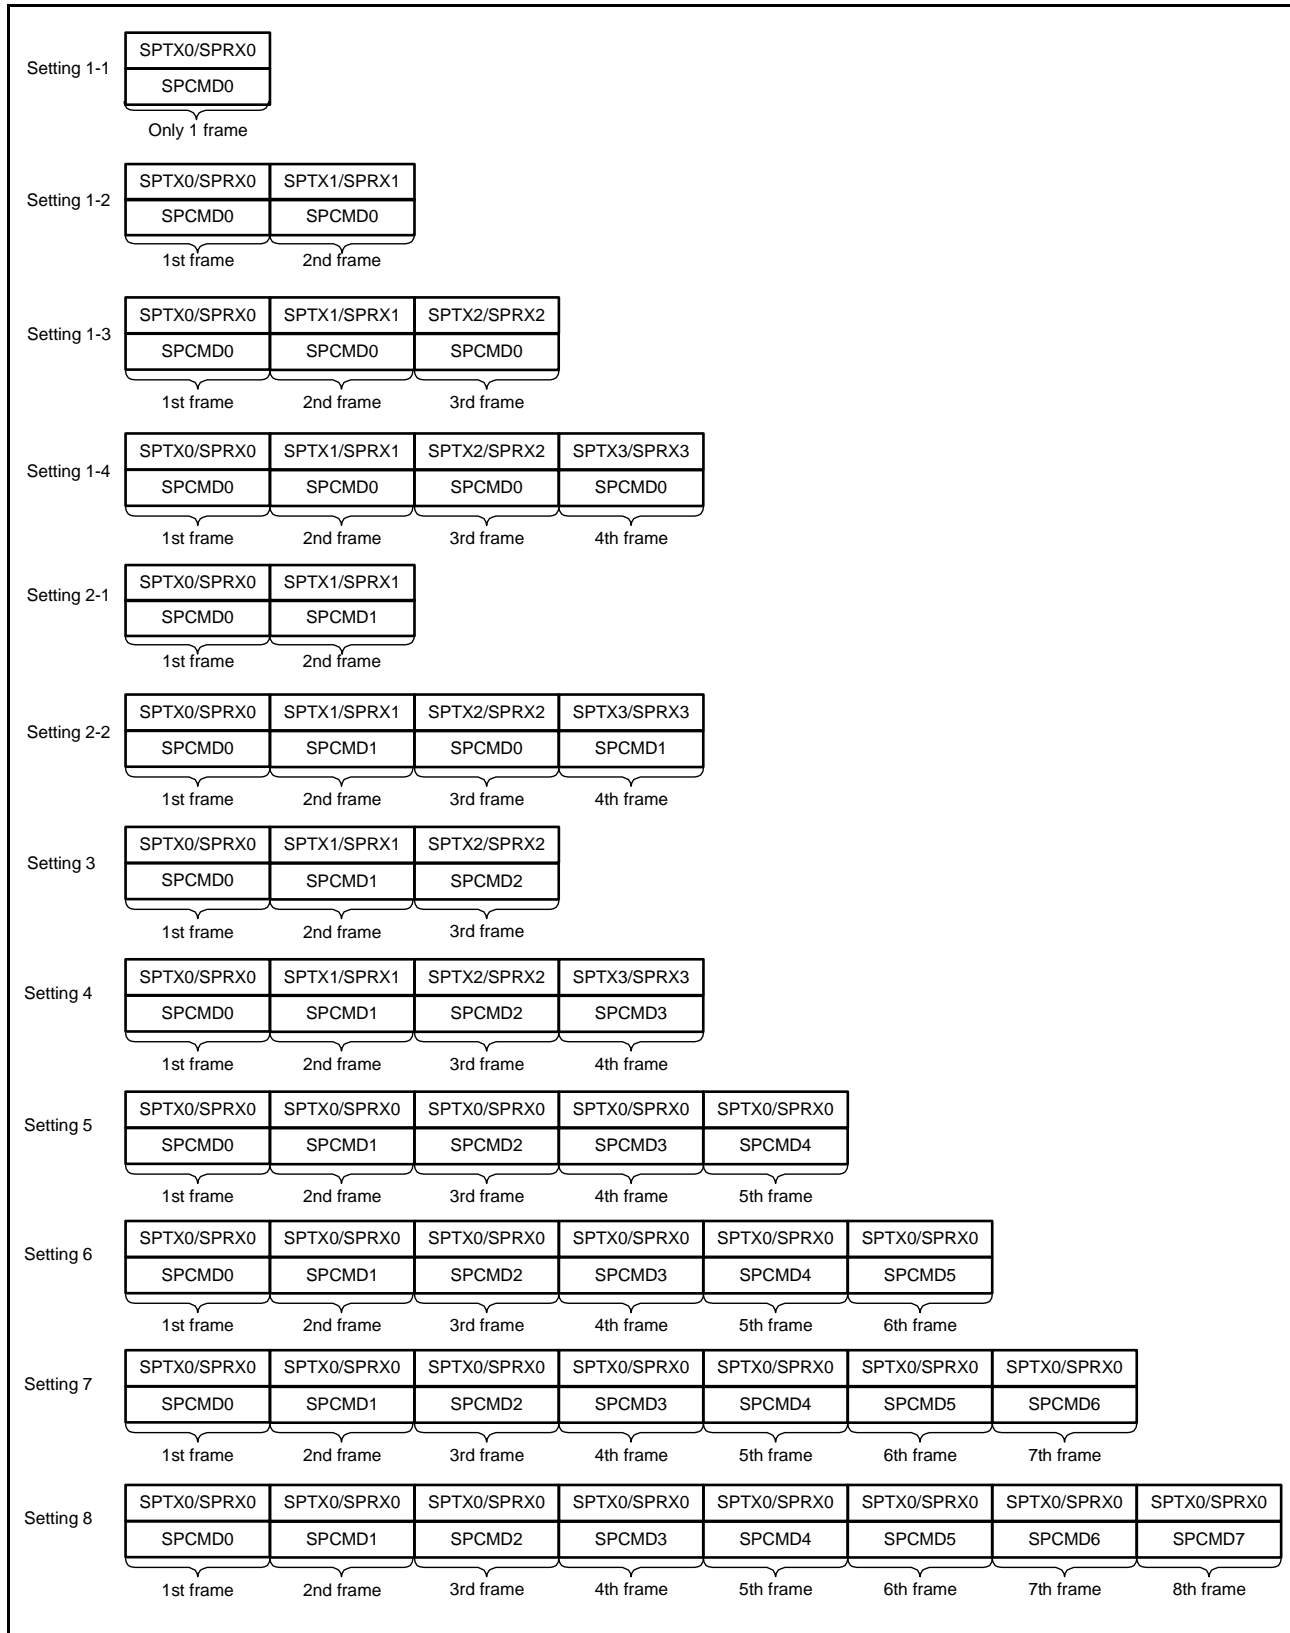 SPTX0/SPRX0
Setting 1-1
SPCMD0
Only 1 frame
SPTX0/SPRX0 SPTX1/SPRX1
Setting 1-2
SPCMD0 SPCMD0
1st frame 2nd frame
SPTX0/SPRX0 SPTX1/SPRX1 SPTX2/SPRX2
Setting 1-3
SPCMD0 SPCMD0 SPCMD0
1st frame 2nd frame 3rd frame
SPTX0/SPRX0 SPTX1/SPRX1 SPTX2/SPRX2 SPTX3/SPRX3
Setting 1-4
SPCMD0 SPCMD0 SPCMD0 SPCMD0
1st frame 2nd frame 3rd frame 4th frame
SPTX0/SPRX0 SPTX1/SPRX1
Setting 2-1
SPCMD0 SPCMD1
1st frame 2nd frame
SPTX0/SPRX0 SPTX1/SPRX1 SPTX2/SPRX2 SPTX3/SPRX3
Setting 2-2
SPCMD0 SPCMD1 SPCMD0 SPCMD1
1st frame 2nd frame 3rd frame 4th frame
SPTX0/SPRX0 SPTX1/SPRX1 SPTX2/SPRX2
Setting 3
SPCMD0 SPCMD1 SPCMD2
1st frame 2nd frame 3rd frame
SPTX0/SPRX0 SPTX1/SPRX1 SPTX2/SPRX2 SPTX3/SPRX3
Setting 4
SPCMD0 SPCMD1 SPCMD2 SPCMD3
1st frame 2nd frame 3rd frame 4th frame
SPTX0/SPRX0 SPTX0/SPRX0 SPTX0/SPRX0 SPTX0/SPRX0 SPTX0/SPRX0
Setting 5
SPCMD0 SPCMD1 SPCMD2 SPCMD3 SPCMD4
1st frame 2nd frame 3rd frame 4th frame 5th frame
SPTX0/SPRX0 SPTX0/SPRX0 SPTX0/SPRX0 SPTX0/SPRX0 SPTX0/SPRX0 SPTX0/SPRX0
Setting 6
SPCMD0 SPCMD1 SPCMD2 SPCMD3 SPCMD4 SPCMD5
1st frame 2nd frame 3rd frame 4th frame 5th frame 6th frame
SPTX0/SPRX0 SPTX0/SPRX0 SPTX0/SPRX0 SPTX0/SPRX0 SPTX0/SPRX0 SPTX0/SPRX0 SPTX0/SPRX0
Setting 7
SPCMD0 SPCMD1 SPCMD2 SPCMD3 SPCMD4 SPCMD5 SPCMD6
1st frame 2nd frame 3rd frame 4th frame 5th frame 6th frame 7th frame
SPTX0/SPRX0 SPTX0/SPRX0 SPTX0/SPRX0 SPTX0/SPRX0 SPTX0/SPRX0 SPTX0/SPRX0 SPTX0/SPRX0 SPTX0/SPRX0
Setting 8
SPCMD0 SPCMD1 SPCMD2 SPCMD3 SPCMD4 SPCMD5 SPCMD6 SPCMD7
1st frame 2nd frame 3rd frame 4th frame 5th frame 6th frame 7th frame 8th frame